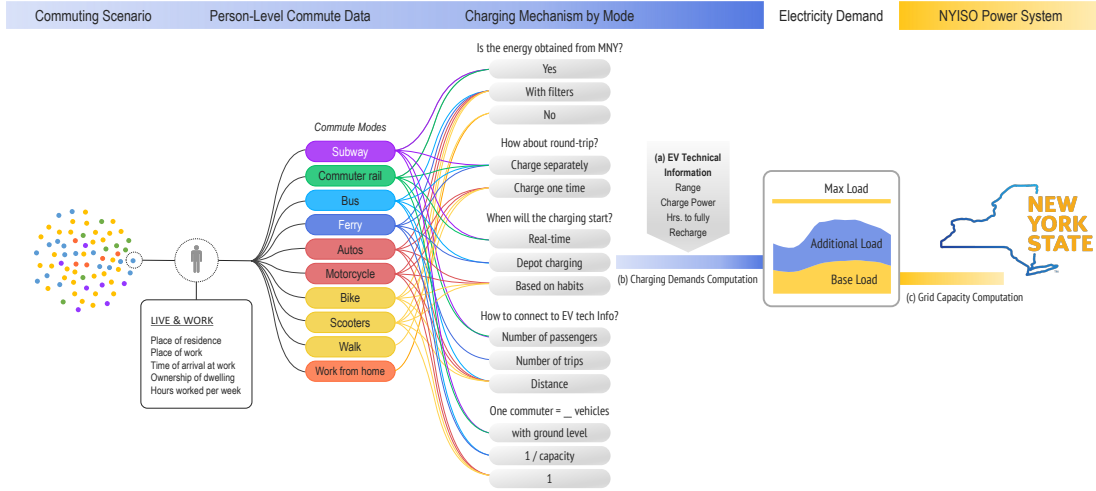 Commuting Scenario
Person-Level Commute Data
Charging Mechanism by Mode
Electricity Demand
NYISO Power System
Commute Modes
Subway
Commuter rail
Bus
Ferry
Autos
Motorcycle
Bike
Scooters
Walk
Work from home
LIVE & WORK
Place of residence
Place of work
Time of arrival at work
Ownership of dwelling
Hours worked per week
Is the energy obtained from MNY?
Yes
With filters
No
How about round-trip?
Charge separately
Charge one time
When will the charging start?
Real-time
Depot charging
Based on habits
How to connect to EV tech Info?
Number of passengers
Number of trips
Distance
One commuter = __ vehicles
with ground level
1 / capacity
1
(a) EV Technical
Information
Range
Charge Power
Hrs. to fully
Recharge
(b) Charging Demands Computation
Max Load
Additional Load
Base Load
(c) Grid Capacity Computation
NEW
YORK
STATE